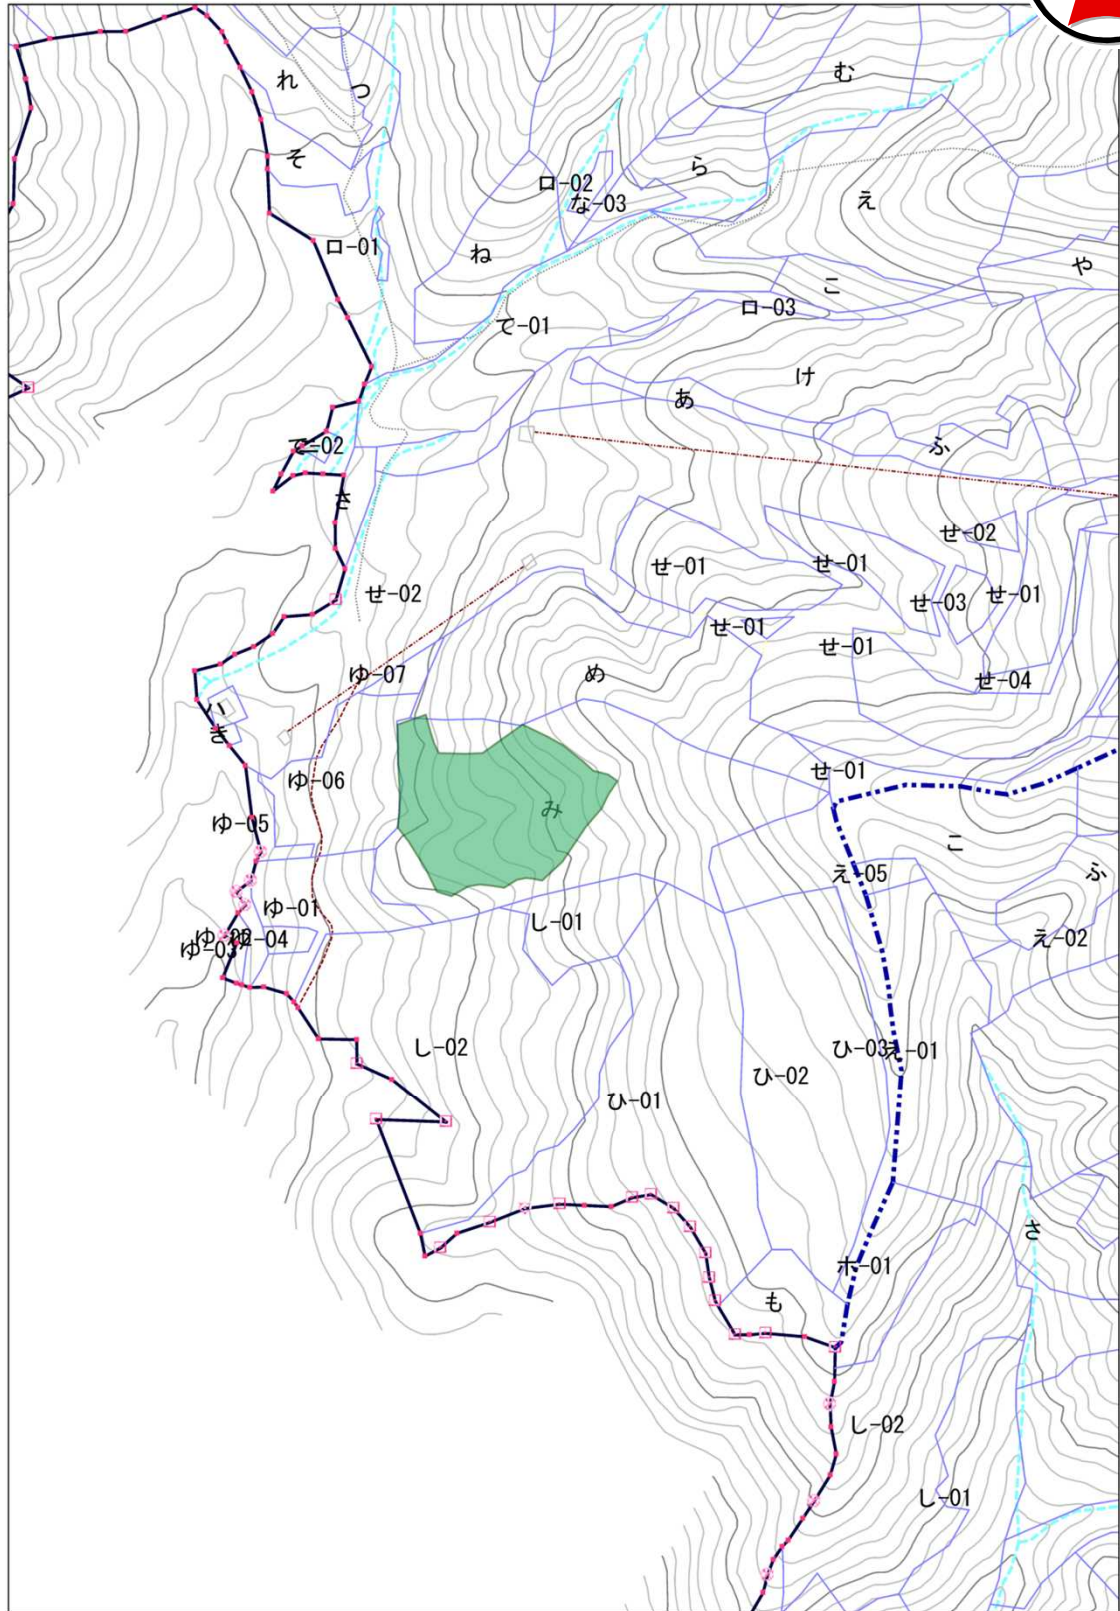 む
れ
つ
そ
ら
ロ-02
な-03
え
ロ-01
ね
や
こ
ロ-03
て-01
け
あ
て-02
ふ
さ
せ-02
せ-01
せ-01
せ-02
せ-03
せ-01
せ-01
せ-01
ゆ-07
め
せ-04
ハ
き
せ-01
ゆ-06
み
ゆ-05
こ
え-05
ふ
ゆ-01
し-01
ゆ-02
ゆ-04
ゆ-03
え-02
し-02
ひ-03
え-01
ひ-02
ひ-01
さ
ホ-01
も
し-02
し-01